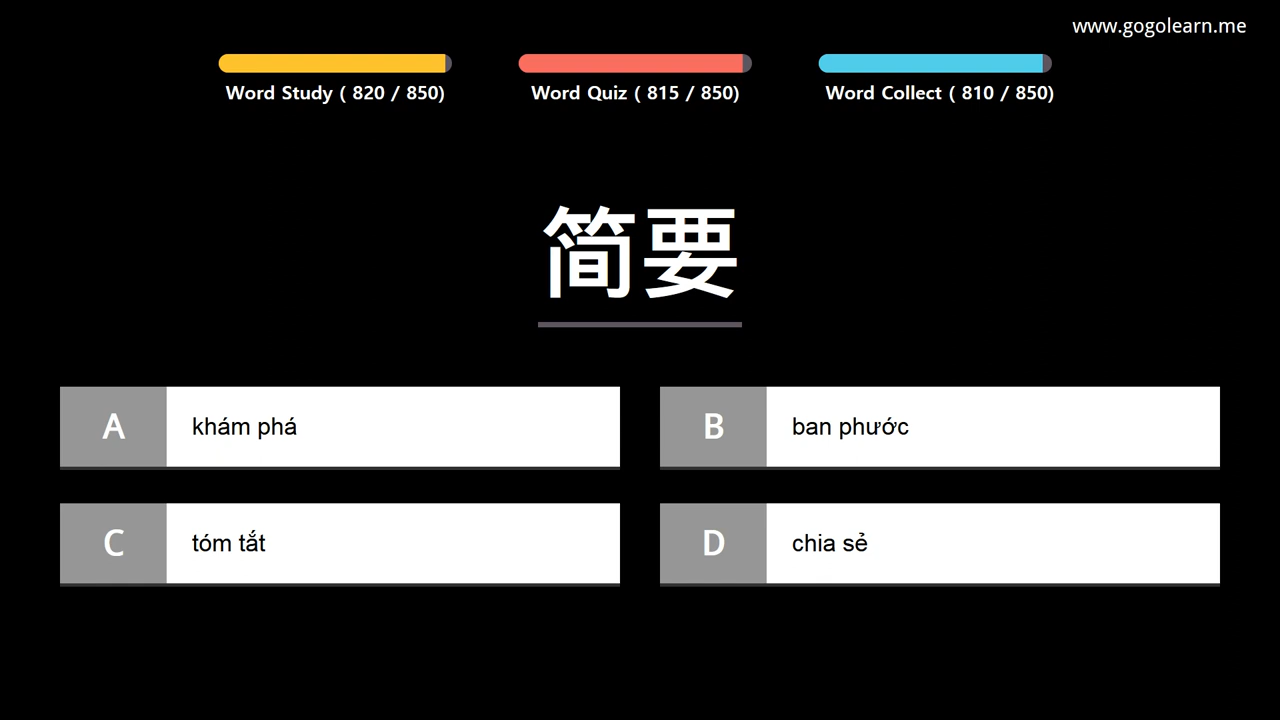 www.gogolearn.me
Word Study ( 820 / 850)
Word Quiz ( 815 / 850)
Word Collect ( 810 / 850)
简要
A khám phá
B ban phước
C tóm tắt
D chia sẻ